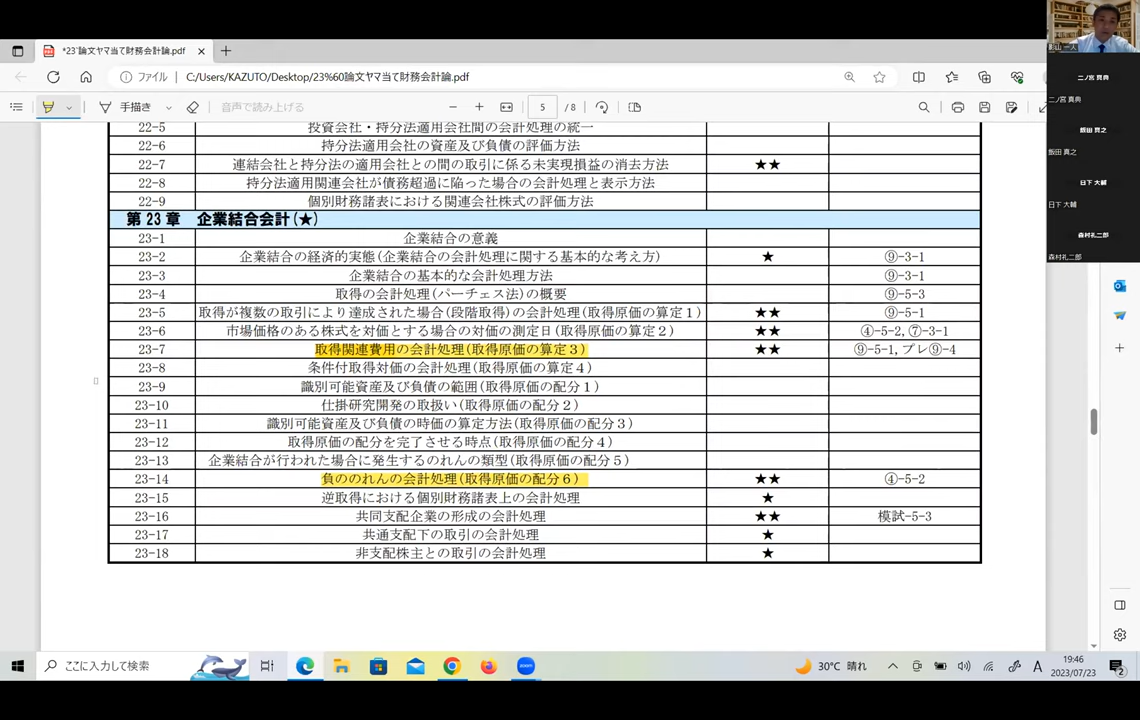 影山 一人
*23`論文ヤマ当て財務会計論.pdf
ファイル C:/Users/KAZUTO/Desktop/23%60論文ヤマ当て財務会計論.pdf
手書き 音声で読み上げる 5 / 8
二ノ宮 真典
二ノ宮 真典
飯田 真之
飯田 真之
日下 大輔
日下 大輔
森村礼二郎
森村礼二郎
22-5 投資会社・持分法適用会社間の会計処理の統一
22-6 持分法適用会社の資産及び負債の評価方法
22-7 連結会社と持分法の適用会社との間の取引に係る未実現損益の消去方法 ★★
22-8 持分法適用関連会社が債務超過に陥った場合の会計処理と表示方法
22-9 個別財務諸表における関連会社株式の評価方法
第 23 章 企業結合会計(★)
23-1 企業結合の意義
23-2 企業結合の経済的実態(企業結合の会計処理に関する基本的な考え方) ★ ⑨-3-1
23-3 企業結合の基本的な会計処理方法 ⑨-3-1
23-4 取得の会計処理(パーチェス法)の概要 ⑨-5-3
23-5 取得が複数の取引により達成された場合(段階取得)の会計処理(取得原価の算定1) ★★ ⑨-5-1
23-6 市場価格のある株式を対価とする場合の対価の測定日(取得原価の算定2) ★★ ④-5-2, ⑦-3-1
23-7 取得関連費用の会計処理(取得原価の算定3) ★★ ⑨-5-1, プレ⑨-4
23-8 条件付取得対価の会計処理(取得原価の算定4)
23-9 識別可能資産及び負債の範囲(取得原価の配分1)
23-10 仕掛研究開発の取扱い(取得原価の配分2)
23-11 識別可能資産及び負債の時価の算定方法(取得原価の配分3)
23-12 取得原価の配分を完了させる時点(取得原価の配分4)
23-13 企業結合が行われた場合に発生するのれんの類型(取得原価の配分5)
23-14 負ののれんの会計処理(取得原価の配分6) ★★ ④-5-2
23-15 逆取得における個別財務諸表上の会計処理 ★
23-16 共同支配企業の形成の会計処理 ★★ 模試-5-3
23-17 共通支配下の取引の会計処理 ★
23-18 非支配株主との取引の会計処理 ★
ここに入力して検索 zoom 30°C 晴れ A 19:46
2023/07/23 2